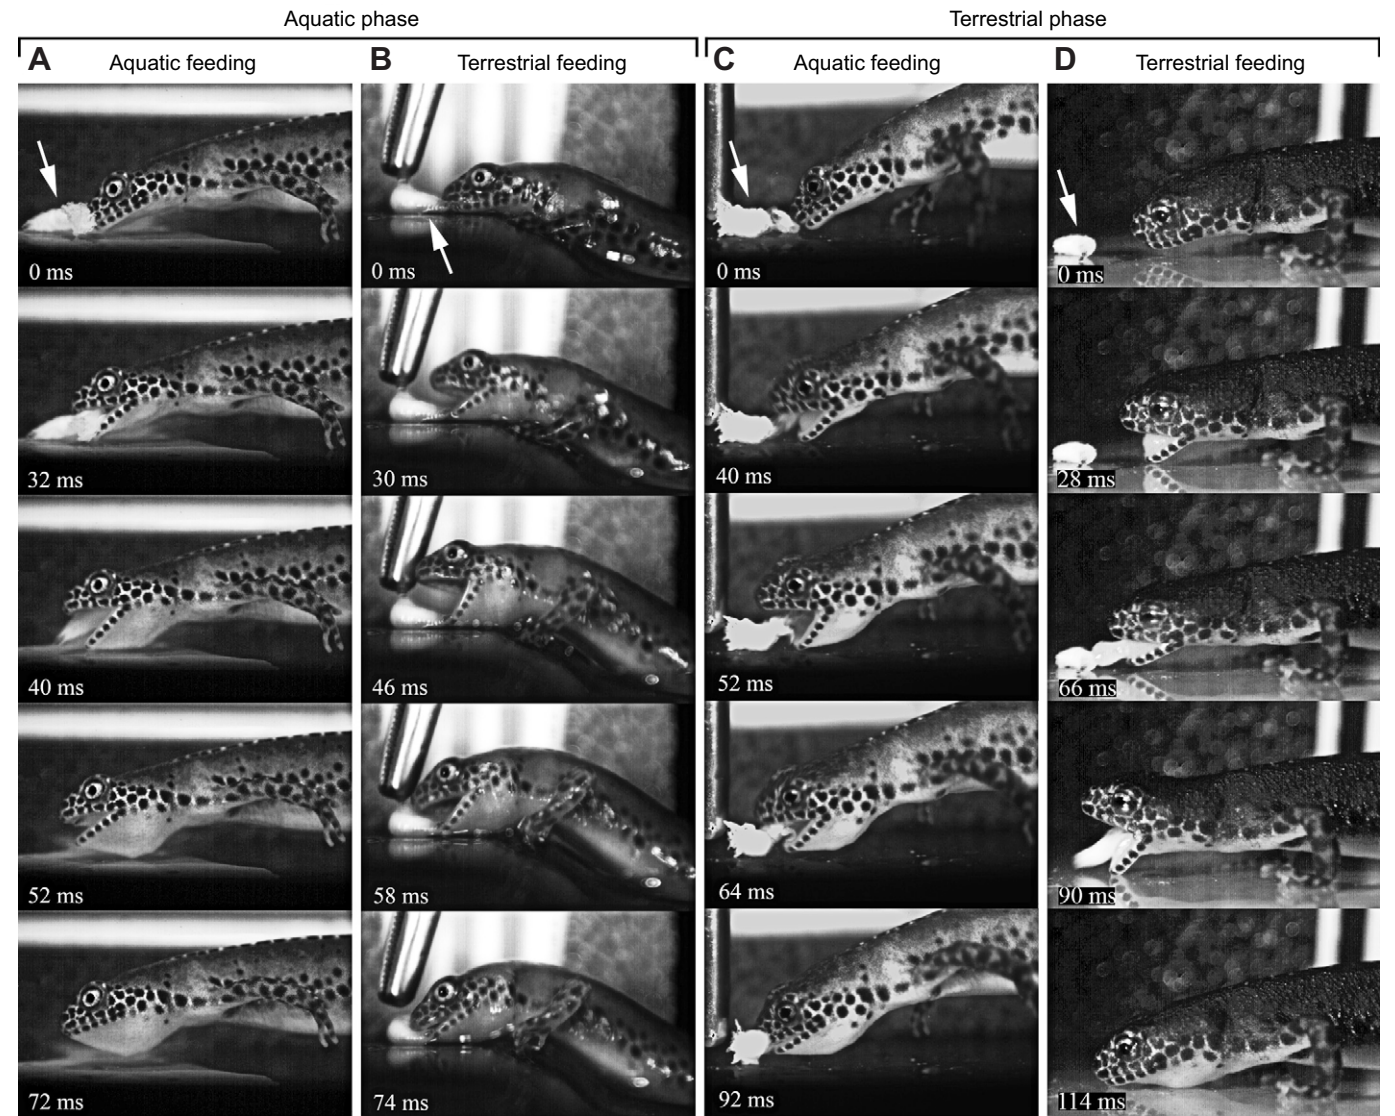 Aquatic phase
Terrestrial phase
A Aquatic feeding
B Terrestrial feeding
C Aquatic feeding
D Terrestrial feeding
0 ms
0 ms
0 ms
0 ms
32 ms
30 ms
40 ms
28 ms
40 ms
46 ms
52 ms
66 ms
52 ms
58 ms
64 ms
90 ms
72 ms
74 ms
92 ms
114 ms